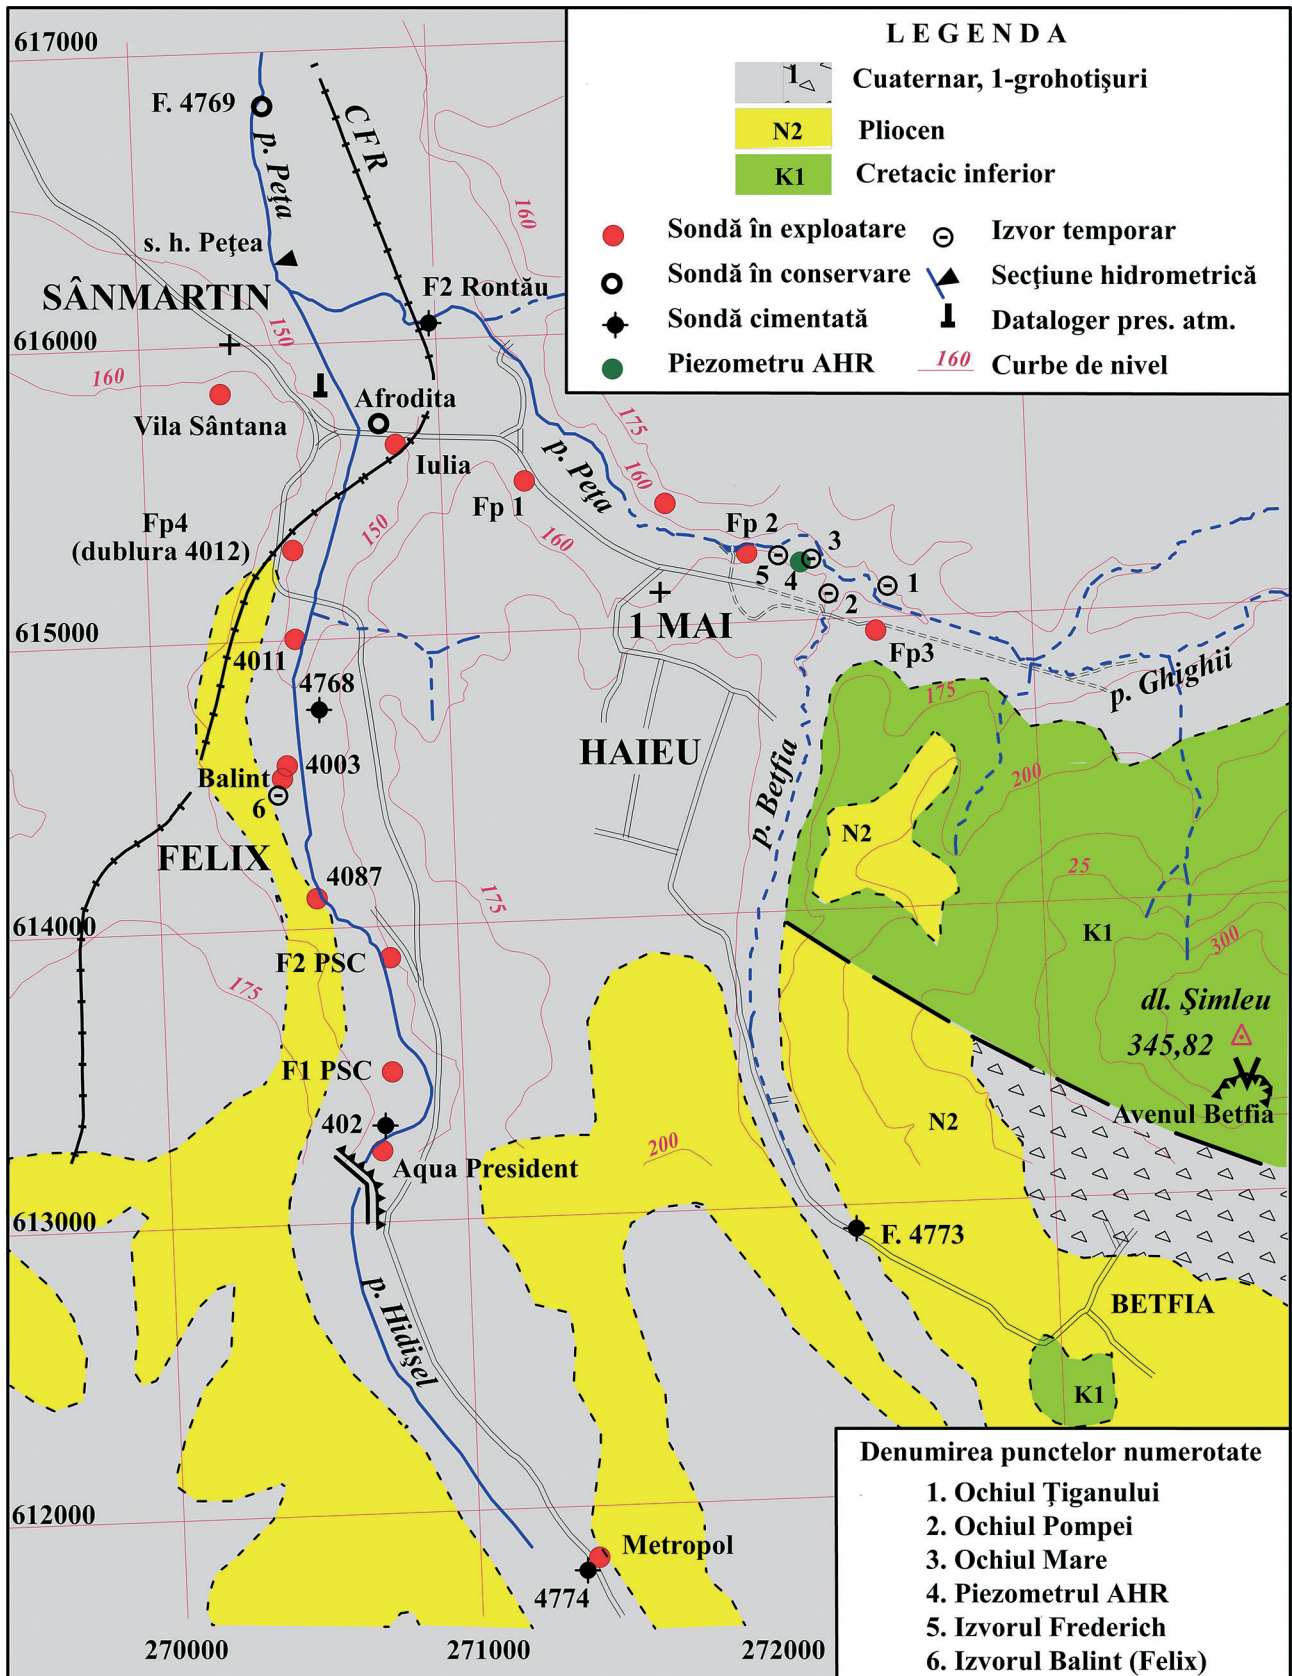 617000
F. 4769
p. Peţa
CFR
160
s. h. Peţea
F2 Rontău
SÂNMARTIN
150
616000
160
Afrodita
Vila Sântana
Iulia
175
160
p. Peţa
Fp 1
Fp4
(dublura 4012)
150
160
Fp 2
3
5
4
1
2
615000
1 MAI
Fp3
4011
4768
175
p. Ghighii
HAIEU
4003
Balint
6
200
p. Betfia
N2
FELIX
4087
175
25
614000
K1
F2 PSC
300
175
dl. Şimleu
345,82
F1 PSC
402
Avenul Betfia
N2
200
Aqua President
613000
F. 4773
BETFIA
p. Hidişel
K1
612000
Metropol
4774
270000
271000
272000
LEGENDA
1
Cuaternar, 1-grohotişuri
N2
Pliocen
K1
Cretacic inferior
Sondă în exploatare
Izvor temporar
Sondă în conservare
Secţiune hidrometrică
Sondă cimentată
Dataloger pres. atm.
Piezometru AHR
160
Curbe de nivel
Denumirea punctelor numerotate
1. Ochiul Ţiganului
2. Ochiul Pompei
3. Ochiul Mare
4. Piezometrul AHR
5. Izvorul Frederich
6. Izvorul Balint (Felix)